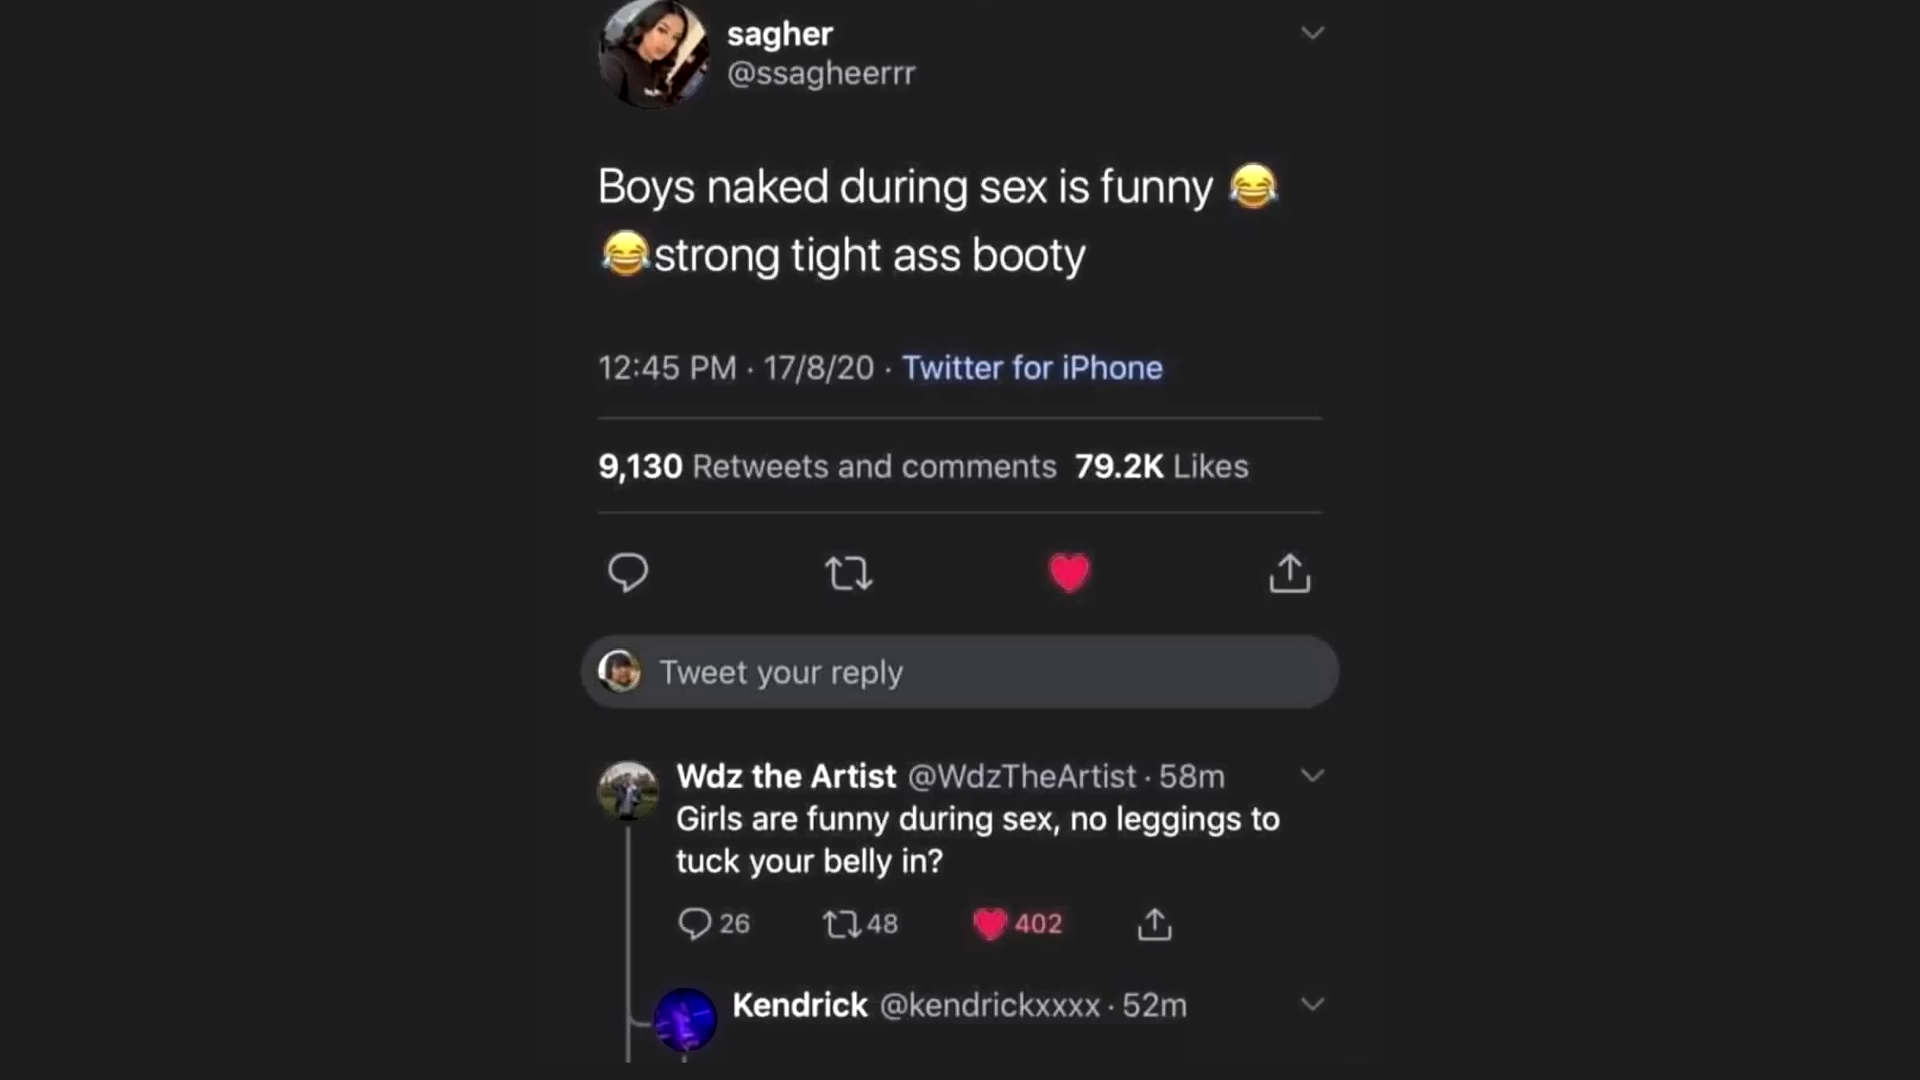 sagher
@ssagheerrr
Boys naked during sex is funny 😂
😂strong tight ass booty
12:45 PM · 17/8/20 · Twitter for iPhone
9,130 Retweets and comments 79.2K Likes
Tweet your reply
Wdz the Artist @WdzTheArtist · 58m
Girls are funny during sex, no leggings to
tuck your belly in?
26 48 402
Kendrick @kendrickxxxx · 52m